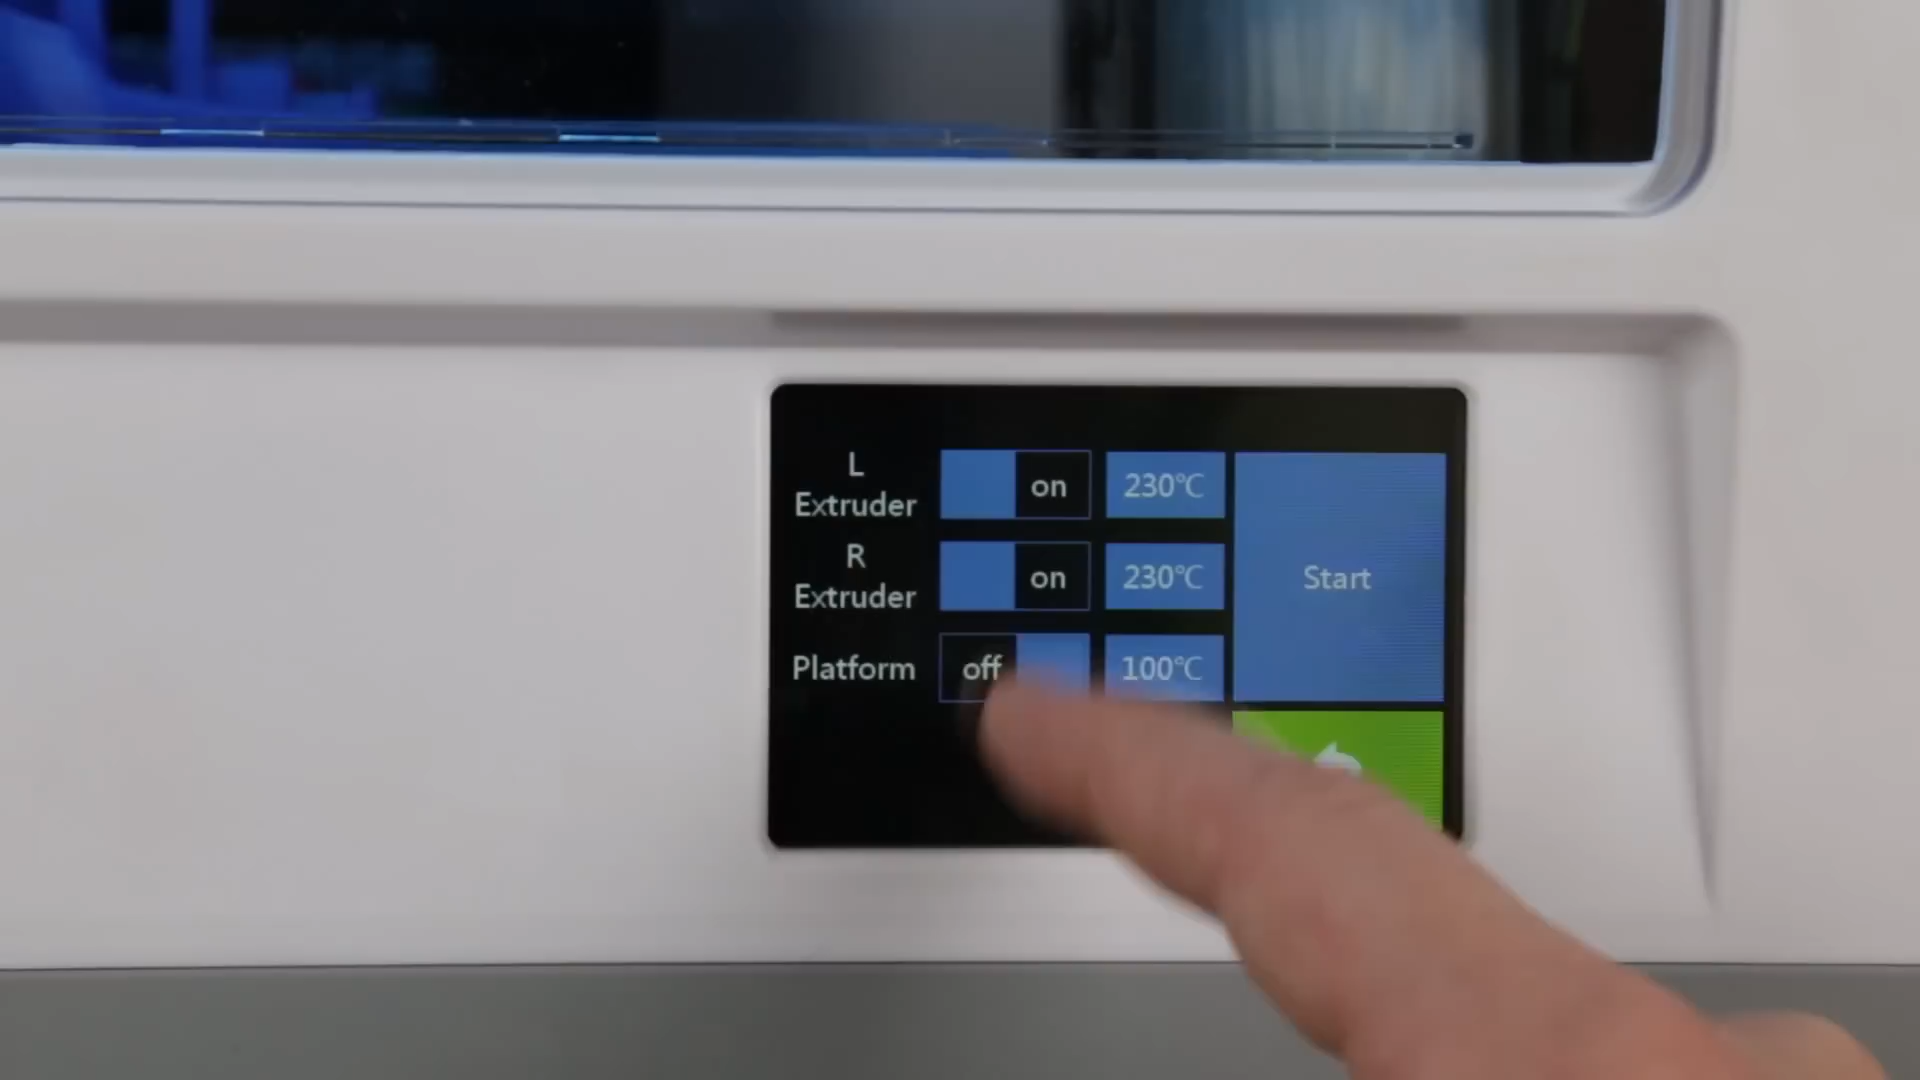 L
Extruder
on
230℃
R
Extruder
on
230℃
Start
Platform
off
100℃